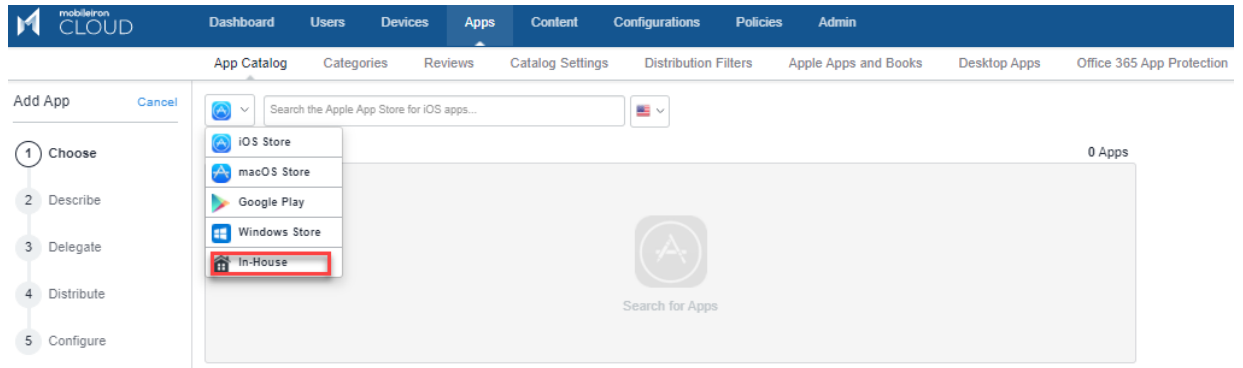 mobileiron
CLOUD
Dashboard Users Devices Apps Content Configurations Policies Admin
App Catalog Categories Reviews Catalog Settings Distribution Filters Apple Apps and Books Desktop Apps Office 365 App Protection
Add App Cancel
Search the Apple App Store for iOS apps...
1 Choose
2 Describe
3 Delegate
4 Distribute
5 Configure
iOS Store
macOS Store
Google Play
Windows Store
In-House
0 Apps
Search for Apps